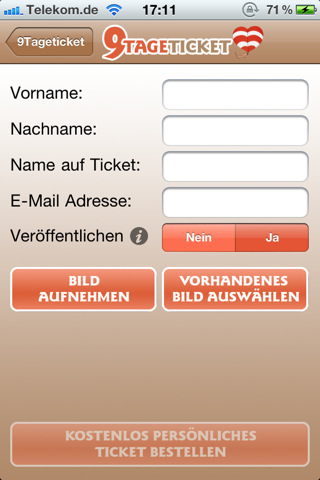 Telekom.de 17:11 71 %
9Tageticket 9TAGETICKET
Vorname:
Nachname:
Name auf Ticket:
E-Mail Adresse:
Veröffentlichen i Nein Ja
BILD
AUFNEHMEN
VORHANDENES
BILD AUSWÄHLEN
KOSTENLOS PERSÖNLICHES
TICKET BESTELLEN